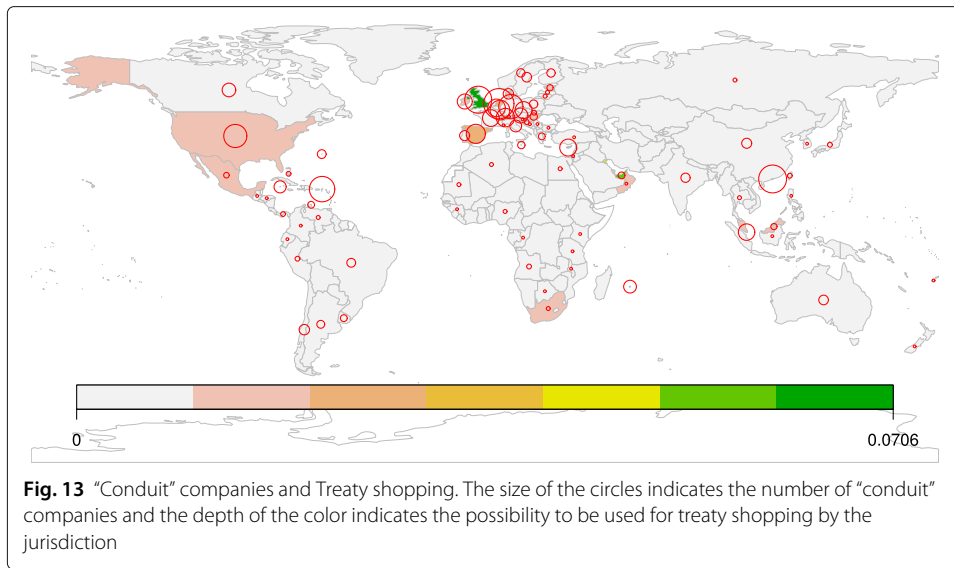 0
0.0706
Fig. 13 “Conduit” companies and Treaty shopping. The size of the circles indicates the number of “conduit”
companies and the depth of the color indicates the possibility to be used for treaty shopping by the
jurisdiction